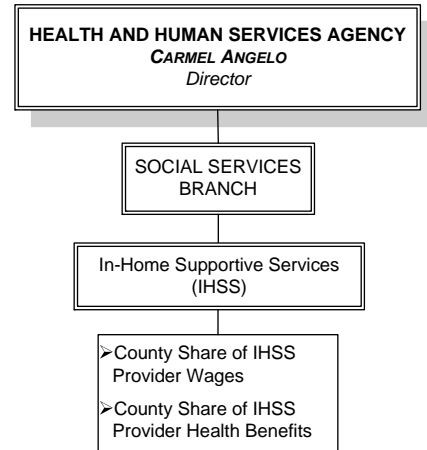 HEALTH AND HUMAN SERVICES AGENCY
CARMEL ANGELO
Director
SOCIAL SERVICES
BRANCH
In-Home Supportive Services
(IHSS)
➢County Share of IHSS
Provider Wages
➢County Share of IHSS
Provider Health Benefits